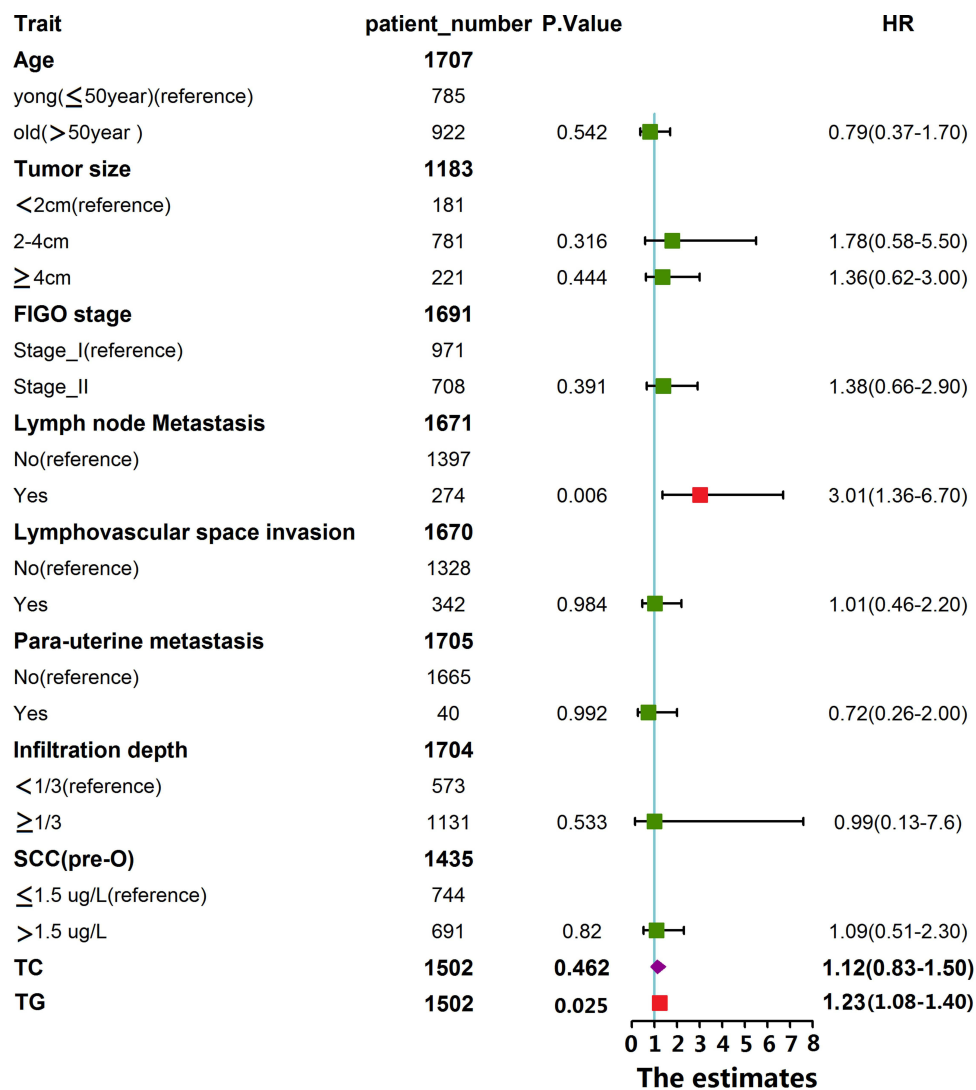 Trait patient_number P.Value HR
Age 1707
yong(≤50year)(reference) 785
old(>50year ) 922 0.542 0.79(0.37-1.70)
Tumor size 1183
<2cm(reference) 181
2-4cm 781 0.316 1.78(0.58-5.50)
≥4cm 221 0.444 1.36(0.62-3.00)
FIGO stage 1691
Stage_I(reference) 971
Stage_II 708 0.391 1.38(0.66-2.90)
Lymph node Metastasis 1671
No(reference) 1397
Yes 274 0.006 3.01(1.36-6.70)
Lymphovascular space invasion 1670
No(reference) 1328
Yes 342 0.984 1.01(0.46-2.20)
Para-uterine metastasis 1705
No(reference) 1665
Yes 40 0.992 0.72(0.26-2.00)
Infiltration depth 1704
<1/3(reference) 573
≥1/3 1131 0.533 0.99(0.13-7.6)
SCC(pre-O) 1435
≤1.5 ug/L(reference) 744
>1.5 ug/L 691 0.82 1.09(0.51-2.30)
TC 1502 0.462 1.12(0.83-1.50)
TG 1502 0.025 1.23(1.08-1.40)
0 1 2 3 4 5 6 7 8
The estimates